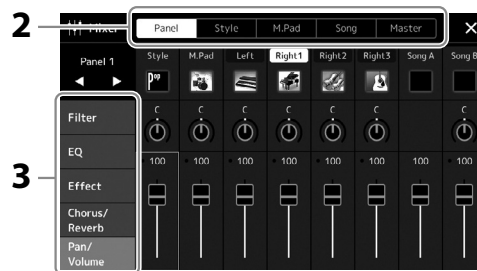 2
Mixer
Panel Style M.Pad Song Master ×
Panel 1
Style M.Pad Left Right1 Right2 Right3 Song A Song B
Pop
C C C C C C C
Filter
EQ
100 100 100 100 100 100 100 100
3
Effect
Chorus/
Reverb
Pan/
Volume